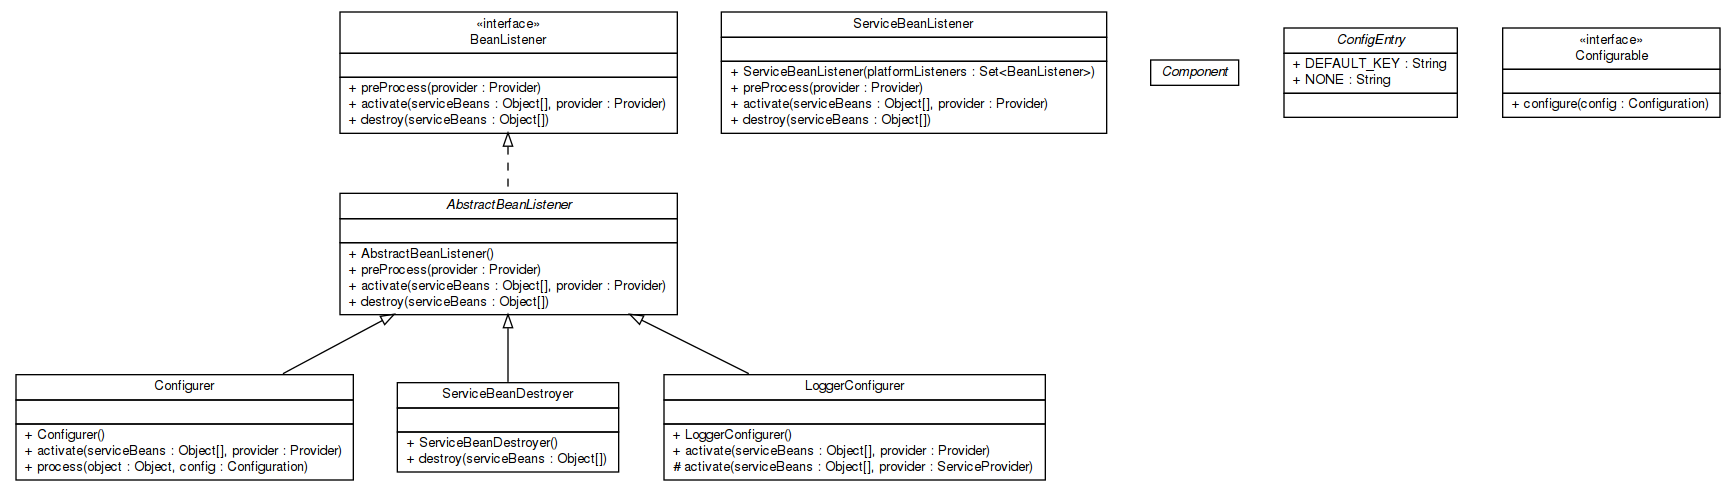 «interface»
BeanListener
+ preProcess(provider : Provider)
+ activate(serviceBeans : Object[], provider : Provider)
+ destroy(serviceBeans : Object[])
ServiceBeanListener
+ ServiceBeanListener(platformListeners : Set<BeanListener>)
+ preProcess(provider : Provider)
+ activate(serviceBeans : Object[], provider : Provider)
+ destroy(serviceBeans : Object[])
Component
ConfigEntry
+ DEFAULT_KEY : String
+ NONE : String
«interface»
Configurable
+ configure(config : Configuration)
AbstractBeanListener
+ AbstractBeanListener()
+ preProcess(provider : Provider)
+ activate(serviceBeans : Object[], provider : Provider)
+ destroy(serviceBeans : Object[])
Configurer
+ Configurer()
+ activate(serviceBeans : Object[], provider : Provider)
+ process(object : Object, config : Configuration)
ServiceBeanDestroyer
+ ServiceBeanDestroyer()
+ destroy(serviceBeans : Object[])
LoggerConfigurer
+ LoggerConfigurer()
+ activate(serviceBeans : Object[], provider : Provider)
# activate(serviceBeans : Object[], provider : ServiceProvider)